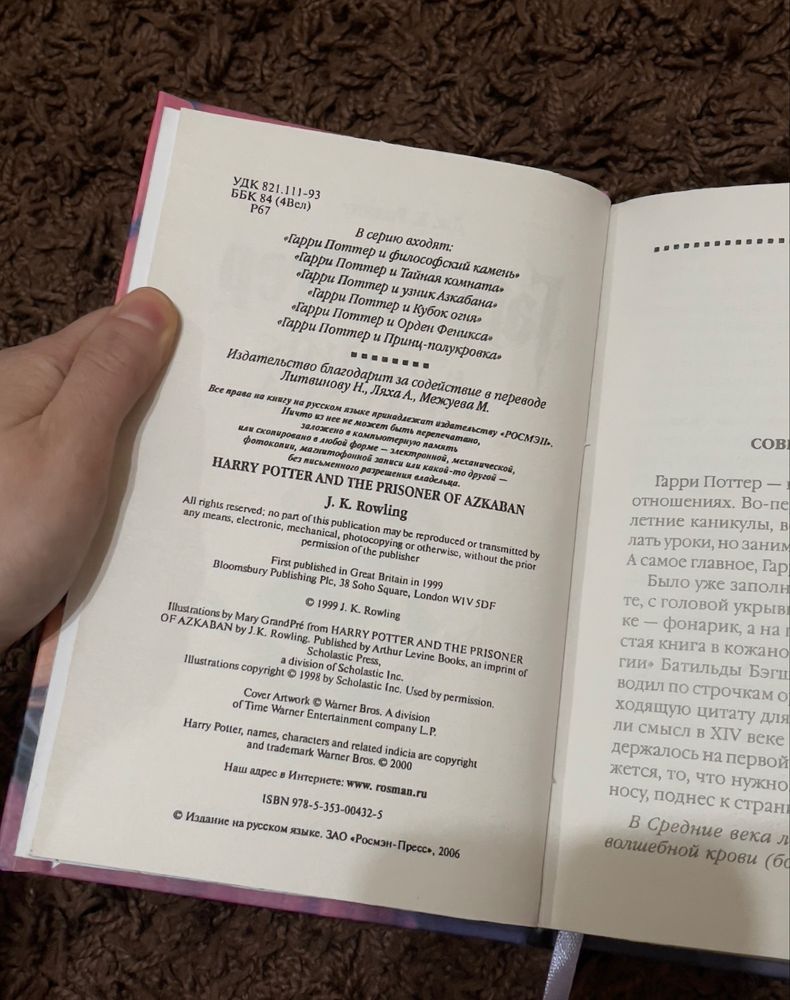 УДК 821.111-93
ББК 84 (4Вел)
Р67
В серию входят:
«Гарри Поттер и философский камень»
«Гарри Поттер и Тайная комната»
«Гарри Поттер и узник Азкабана»
«Гарри Поттер и Кубок огня»
«Гарри Поттер и Орден Феникса»
«Гарри Поттер и Принц-полукровка»
Издательство благодарит за содействие в переводе
Литвинову Н., Ляха А., Межуева М.
Все права на книгу на русском языке принадлежат издательству «РОСМЭН».
Ничто из нее не может быть перепечатано,
заложено в компьютерную память
или скопировано в любой форме — электронной, механической,
фотокопии, магнитофонной записи или какой-то другой —
без письменного разрешения владельца.
HARRY POTTER AND THE PRISONER OF AZKABAN
J. K. Rowling
All rights reserved; no part of this publication may be reproduced or transmitted by
any means, electronic, mechanical, photocopying or otherwise, without the prior
permission of the publisher
First published in Great Britain in 1999
Bloomsbury Publishing Plc, 38 Soho Square, London W1V 5DF
© 1999 J. K. Rowling
Illustrations by Mary GrandPré from HARRY POTTER AND THE PRISONER
OF AZKABAN by J.K. Rowling. Published by Arthur Levine Books, an imprint of
Scholastic Press,
a division of Scholastic Inc.
Illustrations copyright © 1998 by Scholastic Inc. Used by permission.
Cover Artwork © Warner Bros. A division
of Time Warner Entertainment company L.P.
Harry Potter, names, characters and related indicia are copyright
and trademark Warner Bros. © 2000
Наш адрес в Интернете: www. rosman.ru
ISBN 978-5-353-00432-5
© Издание на русском языке. ЗАО «Росмэн-Пресс», 2006
СОВ
Гарри Поттер —
отношениях. Во-пе
летние каникулы, в
лать уроки, но заним
А самое главное, Гар
Было уже заполн
те, с головой укрыв
ке — фонарик, а на
стая книга в кожано
гии» Батильды Бэгш
водил по строчкам о
ходящую цитату для
ли смысл в XIV веке
держалось на первой
жется, то, что нужно
носу, поднес к стран
В Средние века л
волшебной крови (бо